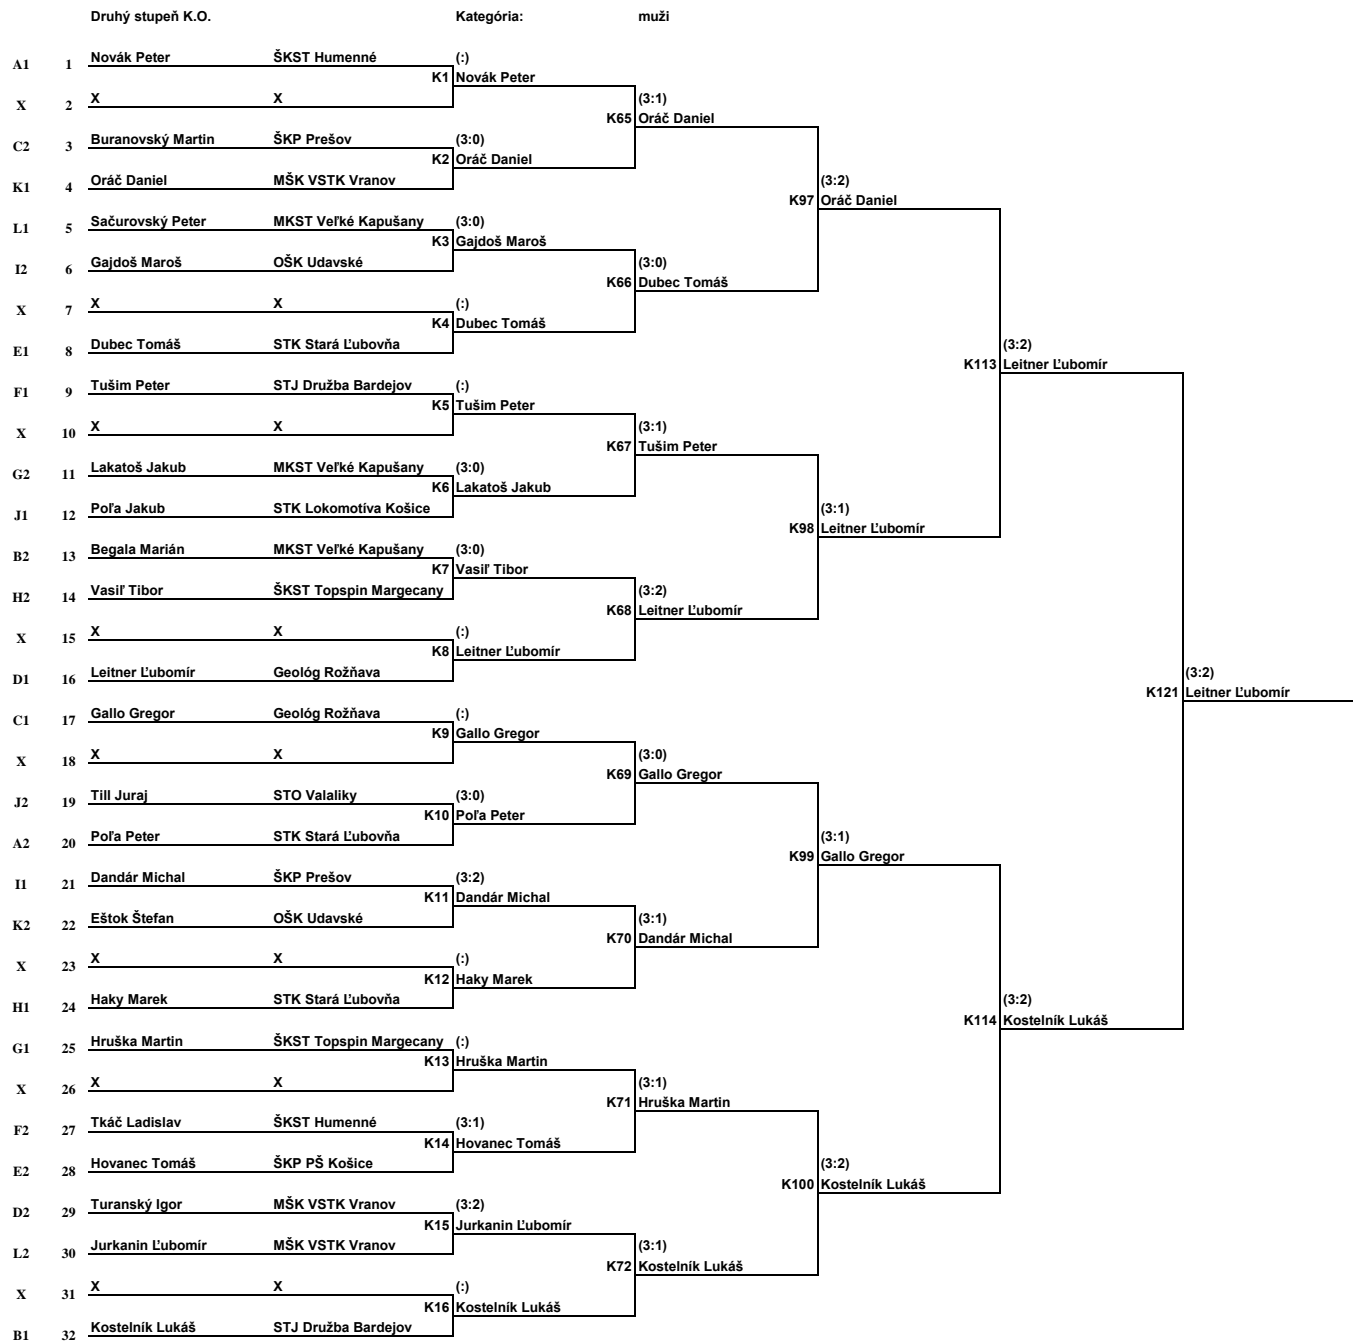 Druhý stupeň K.O. Kategória: muži
A1 1 Novák Peter ŠKST Humenné (:)
K1 Novák Peter
X 2 X X (3:1)
K65 Oráč Daniel
C2 3 Buranovský Martin ŠKP Prešov (3:0)
K2 Oráč Daniel
K1 4 Oráč Daniel MŠK VSTK Vranov (3:2)
K97 Oráč Daniel
L1 5 Sačurovský Peter MKST Veľké Kapušany (3:0)
K3 Gajdoš Maroš
I2 6 Gajdoš Maroš OŠK Udavské (3:0)
K66 Dubec Tomáš
X 7 X X (:)
K4 Dubec Tomáš
E1 8 Dubec Tomáš STK Stará Ľubovňa (3:2)
K113 Leitner Ľubomír
F1 9 Tušim Peter STJ Družba Bardejov (:)
K5 Tušim Peter
X 10 X X (3:1)
K67 Tušim Peter
G2 11 Lakatoš Jakub MKST Veľké Kapušany (3:0)
K6 Lakatoš Jakub
J1 12 Poľa Jakub STK Lokomotíva Košice (3:1)
K98 Leitner Ľubomír
B2 13 Begala Marián MKST Veľké Kapušany (3:0)
K7 Vasiľ Tibor
H2 14 Vasiľ Tibor ŠKST Topspin Margecany (3:2)
K68 Leitner Ľubomír
X 15 X X (:)
K8 Leitner Ľubomír
D1 16 Leitner Ľubomír Geológ Rožňava (3:2)
K121 Leitner Ľubomír
C1 17 Gallo Gregor Geológ Rožňava (:)
K9 Gallo Gregor
X 18 X X (3:0)
K69 Gallo Gregor
J2 19 Till Juraj STO Valaliky (3:0)
K10 Poľa Peter
A2 20 Poľa Peter STK Stará Ľubovňa (3:1)
K99 Gallo Gregor
I1 21 Dandár Michal ŠKP Prešov (3:2)
K11 Dandár Michal
K2 22 Eštok Štefan OŠK Udavské (3:1)
K70 Dandár Michal
X 23 X X (:)
K12 Haky Marek
H1 24 Haky Marek STK Stará Ľubovňa (3:2)
K114 Kostelník Lukáš
G1 25 Hruška Martin ŠKST Topspin Margecany (:)
K13 Hruška Martin
X 26 X X (3:1)
K71 Hruška Martin
F2 27 Tkáč Ladislav ŠKST Humenné (3:1)
K14 Hovanec Tomáš
E2 28 Hovanec Tomáš ŠKP PŠ Košice (3:2)
K100 Kostelník Lukáš
D2 29 Turanský Igor MŠK VSTK Vranov (3:2)
K15 Jurkanin Ľubomír
L2 30 Jurkanin Ľubomír MŠK VSTK Vranov (3:1)
K72 Kostelník Lukáš
X 31 X X (:)
K16 Kostelník Lukáš
B1 32 Kostelník Lukáš STJ Družba Bardejov